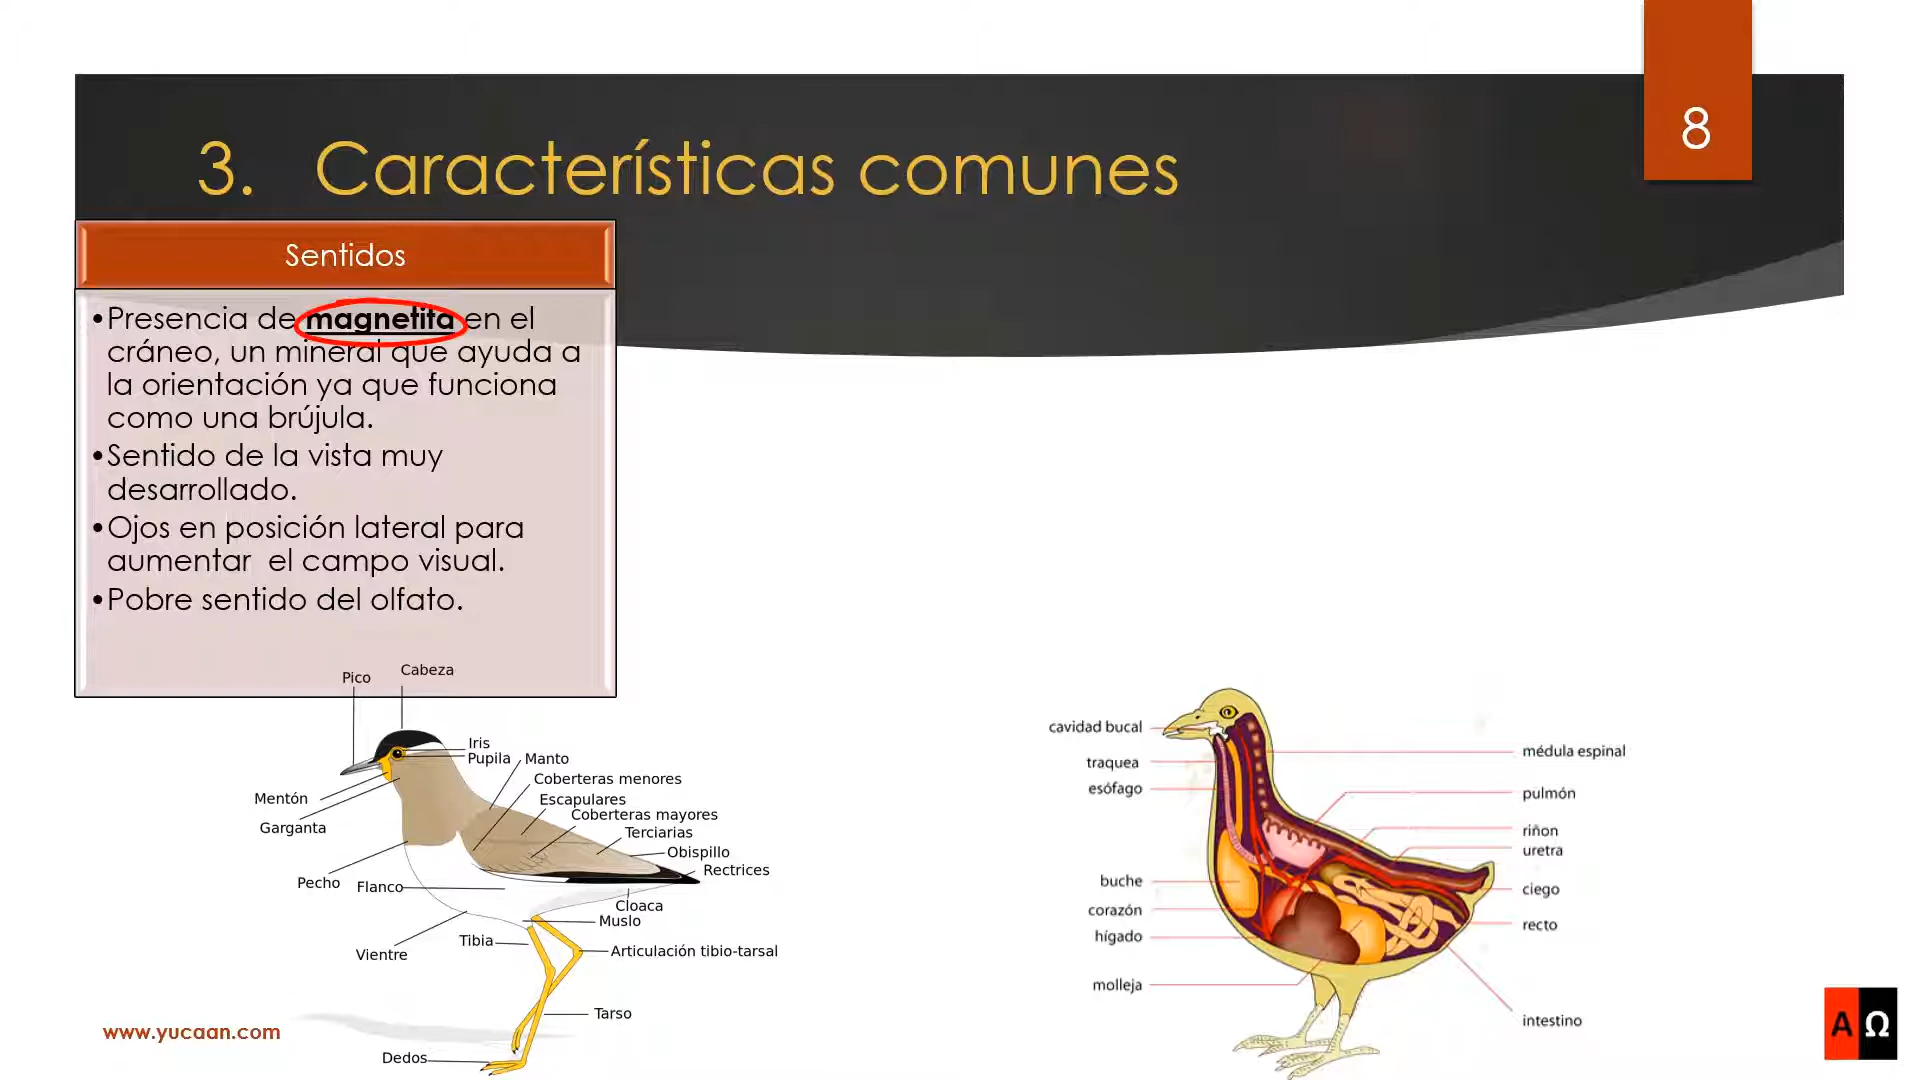 8
3. Características comunes
Sentidos
•Presencia de magnetita en el
cráneo, un mineral que ayuda a
la orientación ya que funciona
como una brújula.
•Sentido de la vista muy
desarrollado.
•Ojos en posición lateral para
aumentar el campo visual.
•Pobre sentido del olfato.
Pico
Cabeza
Iris
Pupila
Manto
Coberteras menores
Escapulares
Coberteras mayores
Terciarias
Obispillo
Rectrices
Mentón
Garganta
Pecho
Flanco
Cloaca
Muslo
Tibia
Vientre
Articulación tibio-tarsal
Tarso
Dedos
cavidad bucal
traquea
esófago
buche
corazón
hígado
molleja
médula espinal
pulmón
riñon
uretra
ciego
recto
intestino
www.yucaan.com
A Ω